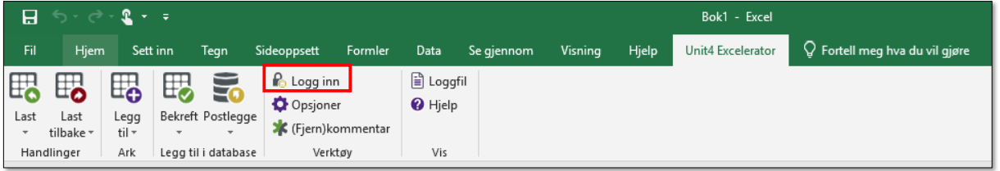 Bok1 - Excel
Fil Hjem Sett inn Tegn Sideoppsett Formler Data Se gjennom Visning Hjelp Unit4 Excelerator Fortell meg hva du vil gjøre
Last
Last tilbake
Legg til
Bekreft
Postlegge
Logg inn
Opsjoner
(Fjern)kommentar
Loggfil
Hjelp
Handlinger Ark Legg til i database Verktøy Vis